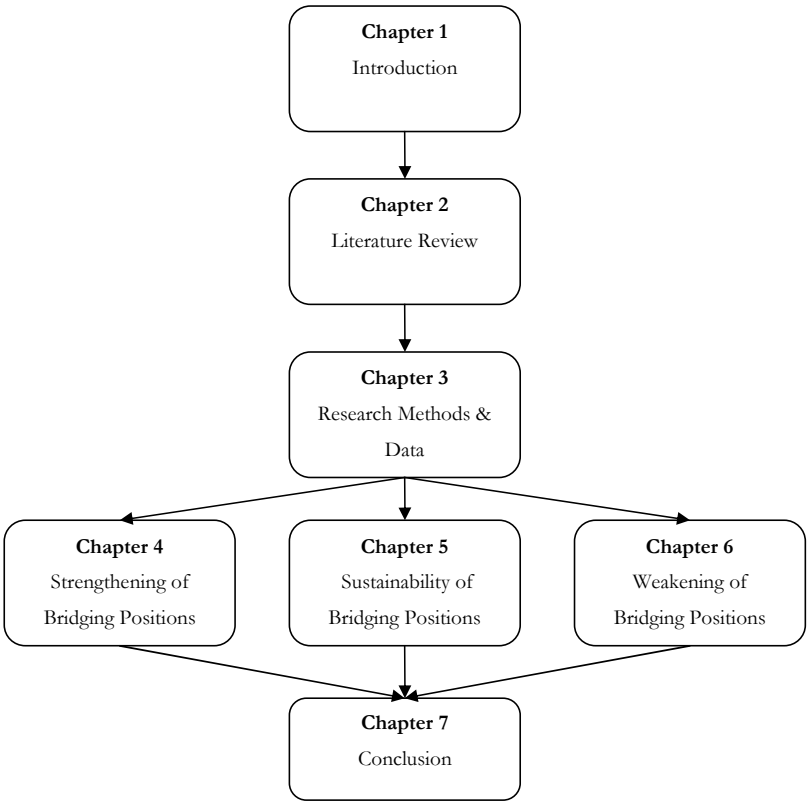 Chapter 1
Introduction
Chapter 2
Literature Review
Chapter 3
Research Methods &
Data
Chapter 4
Strengthening of
Bridging Positions
Chapter 5
Sustainability of
Bridging Positions
Chapter 6
Weakening of
Bridging Positions
Chapter 7
Conclusion